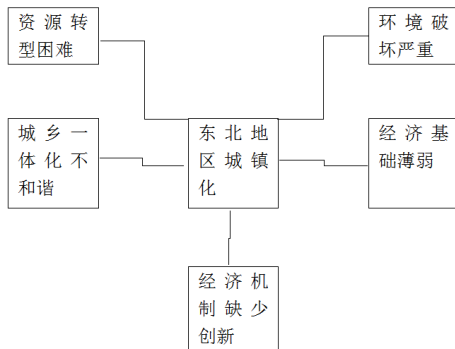 资源转
型困难
环境破
坏严重
城乡一
体化不
和谐
东北地
区城镇
化
经济基
础薄弱
经济机
制缺少
创新